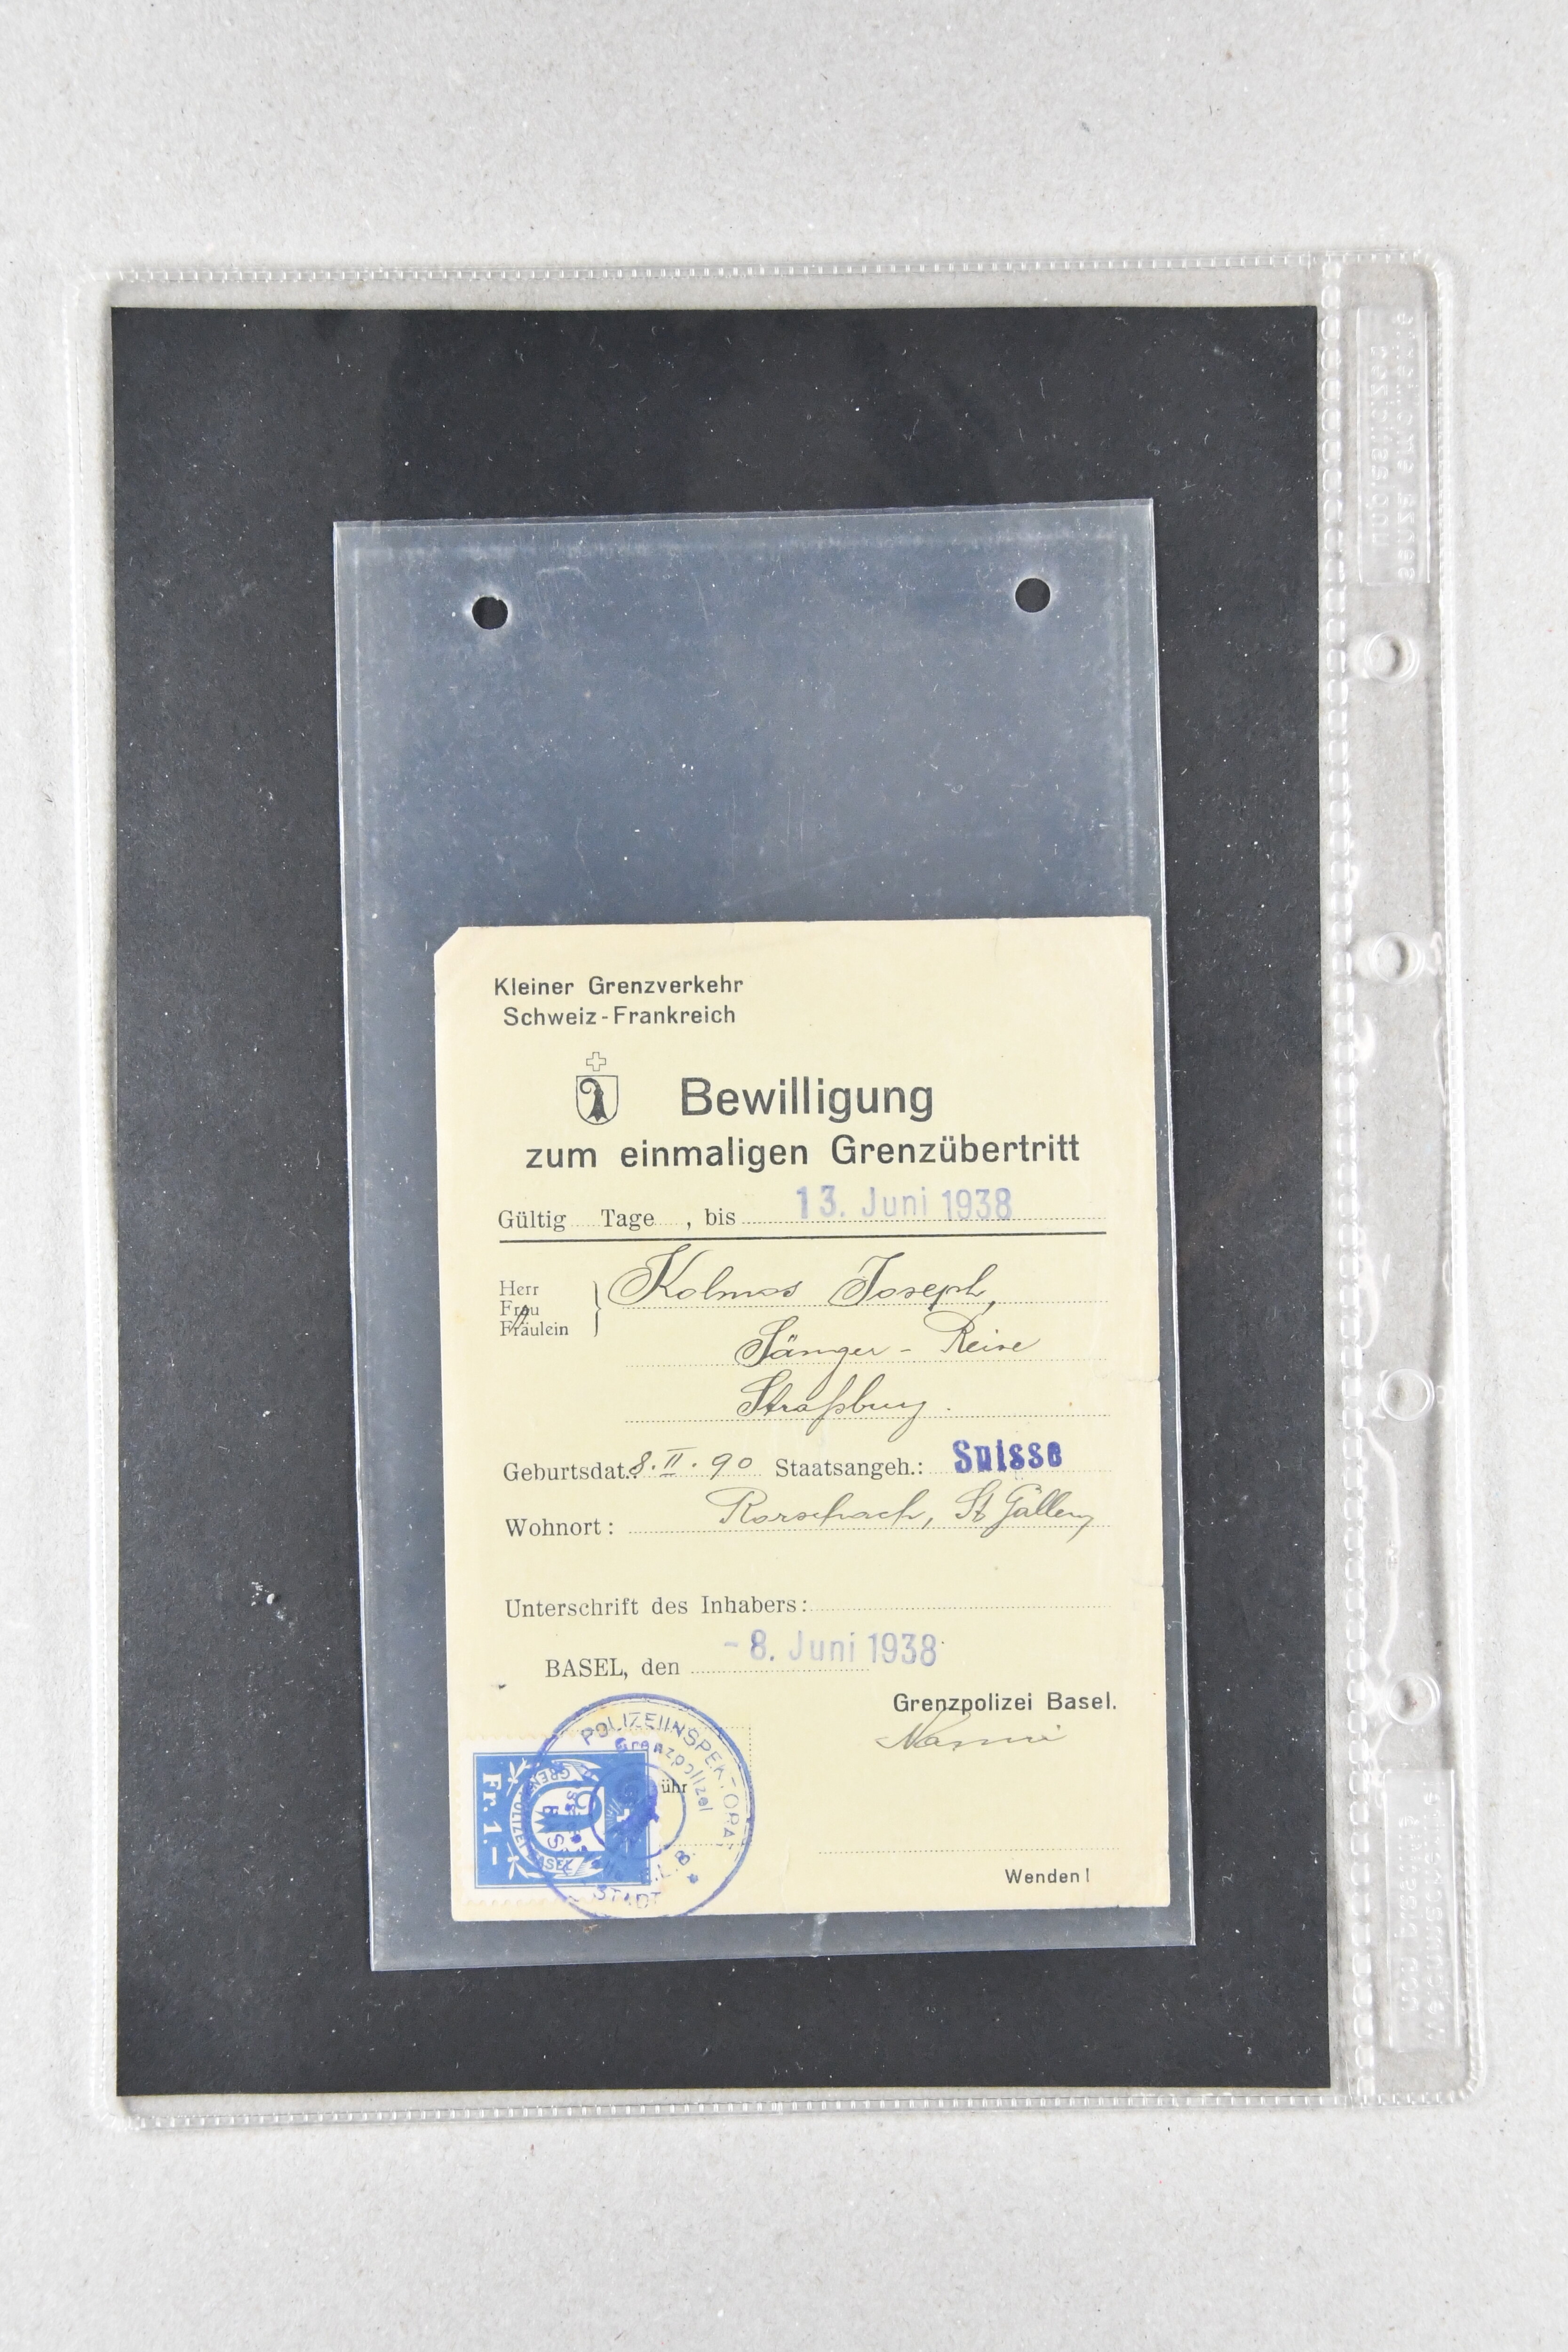 Kleiner Grenzverkehr
Schweiz-Frankreich
Bewilligung
zum einmaligen Grenzübertritt
Gültig Tage , bis 13. Juni 1938
Herr
Frau
Fräulein
Kolmos Joseph,
Sänger - Reise
Straßburg.
Geburtsdat.: 8. II. 90 Staatsangeh.: Suisse
Wohnort: Rorschach, St Gallen
Unterschrift des Inhabers:
BASEL, den - 8. Juni 1938
Grenzpolizei Basel.
POLIZEIINSPEKTORAT
Grenzpolizei
STADT
Fr. 1.-
ühr
Wenden!